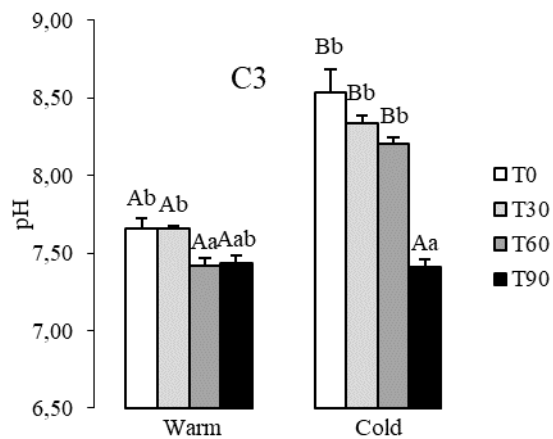 9,00
8,50
8,00
7,50
7,00
6,50
pH
C3
Ab
Ab
Aa
Aab
Bb
Bb
Bb
Aa
Warm
Cold
T0
T30
T60
T90